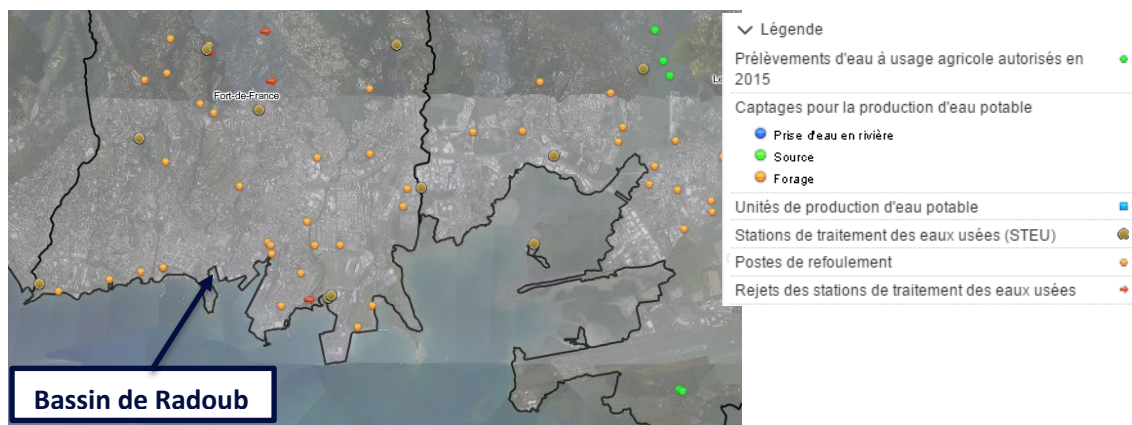 Fort-de-France
Le
Bassin de Radoub
Légende
Prélèvements d'eau à usage agricole autorisés en
2015
Captages pour la production d'eau potable
Prise d'eau en rivière
Source
Forage
Unités de production d'eau potable
Stations de traitement des eaux usées (STEU)
Postes de refoulement
Rejets des stations de traitement des eaux usées